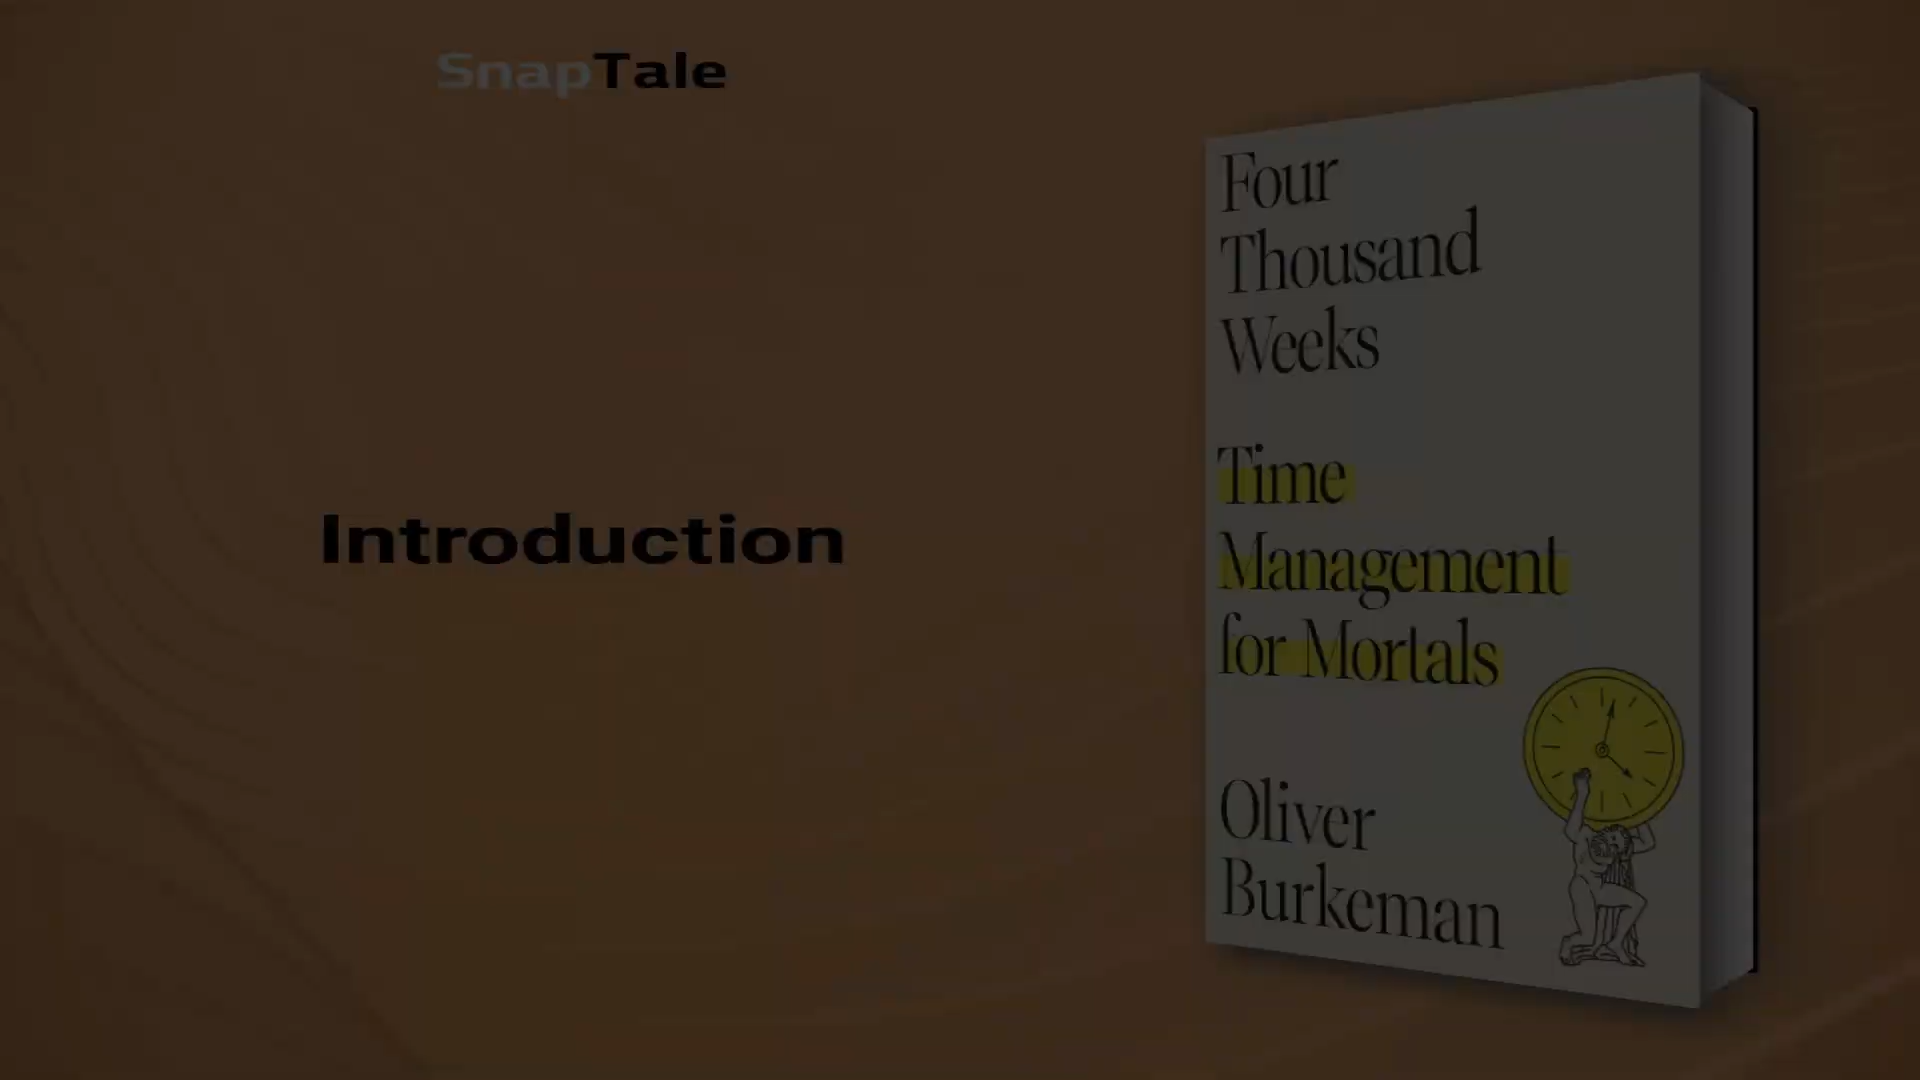 SnapTale
Introduction
Four
Thousand
Weeks
Time
Management
for Mortals
Oliver
Burkeman